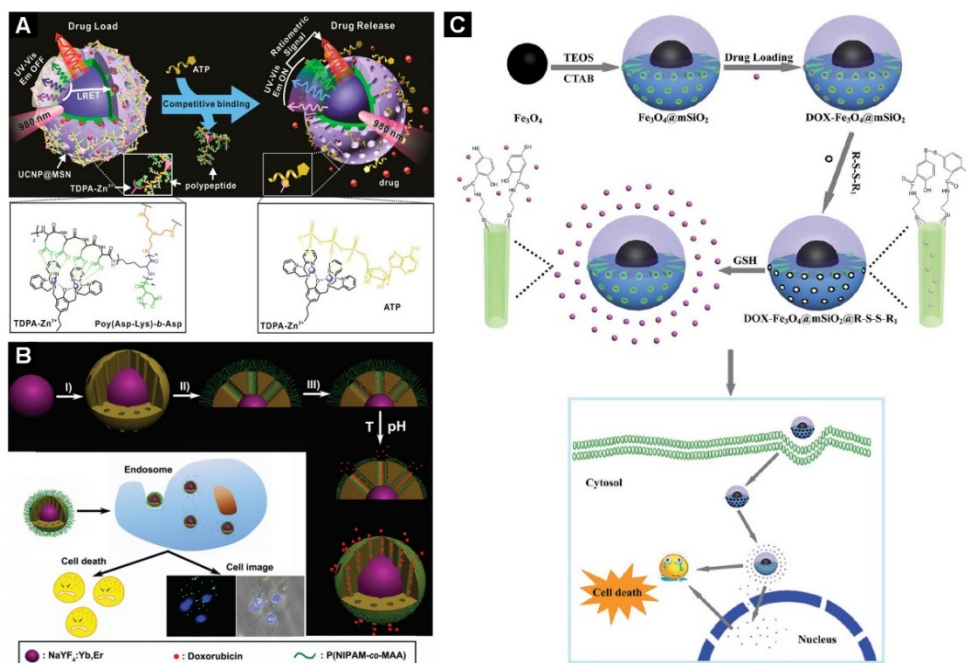 A
Drug Load
Drug Release
UV-Vis
Em OFF
LRET
980 nm
UCNP@MSN
TDPA-Zn²⁺
ATP
Competitive binding
polypeptide
Ratiometric
Signal
UV-Vis
Em ON
980 nm
drug
TDPA-Zn²⁺
Poy(Asp-Lys)-b-Asp
TDPA-Zn²⁺
ATP
B
I)
II)
III)
T
pH
Endosome
Cell death
Cell image
: NaYF₄:Yb,Er
: Doxorubicin
: P(NIPAM-co-MAA)
C
Fe₃O₄
TEOS
CTAB
Fe₃O₄@mSiO₂
Drug Loading
DOX-Fe₃O₄@mSiO₂
R-S-S-R₁
GSH
DOX-Fe₃O₄@mSiO₂@R-S-S-R₁
Cytosol
Cell death
Nucleus